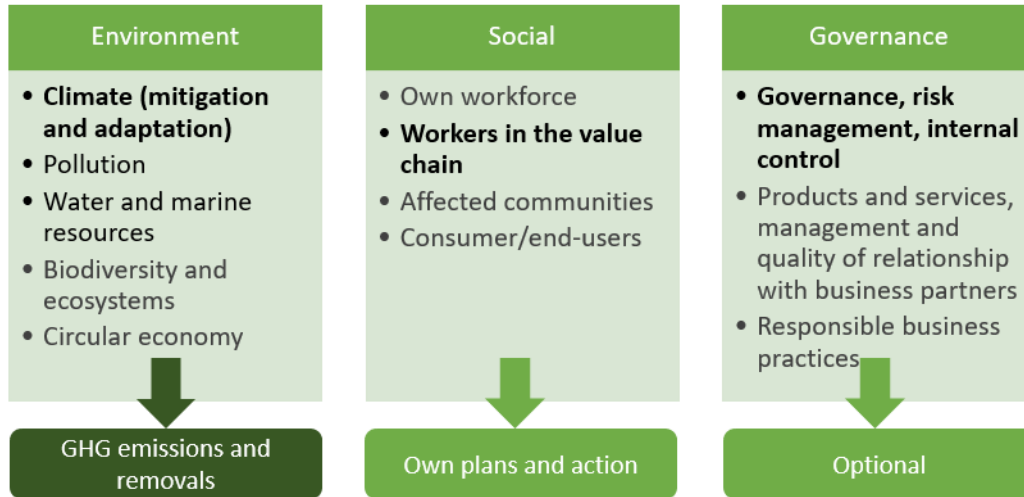 Environment
• Climate (mitigation
and adaptation)
• Pollution
• Water and marine
resources
• Biodiversity and
ecosystems
• Circular economy
GHG emissions and
removals
Social
• Own workforce
• Workers in the value
chain
• Affected communities
• Consumer/end-users
Own plans and action
Governance
• Governance, risk
management, internal
control
• Products and services,
management and
quality of relationship
with business partners
• Responsible business
practices
Optional